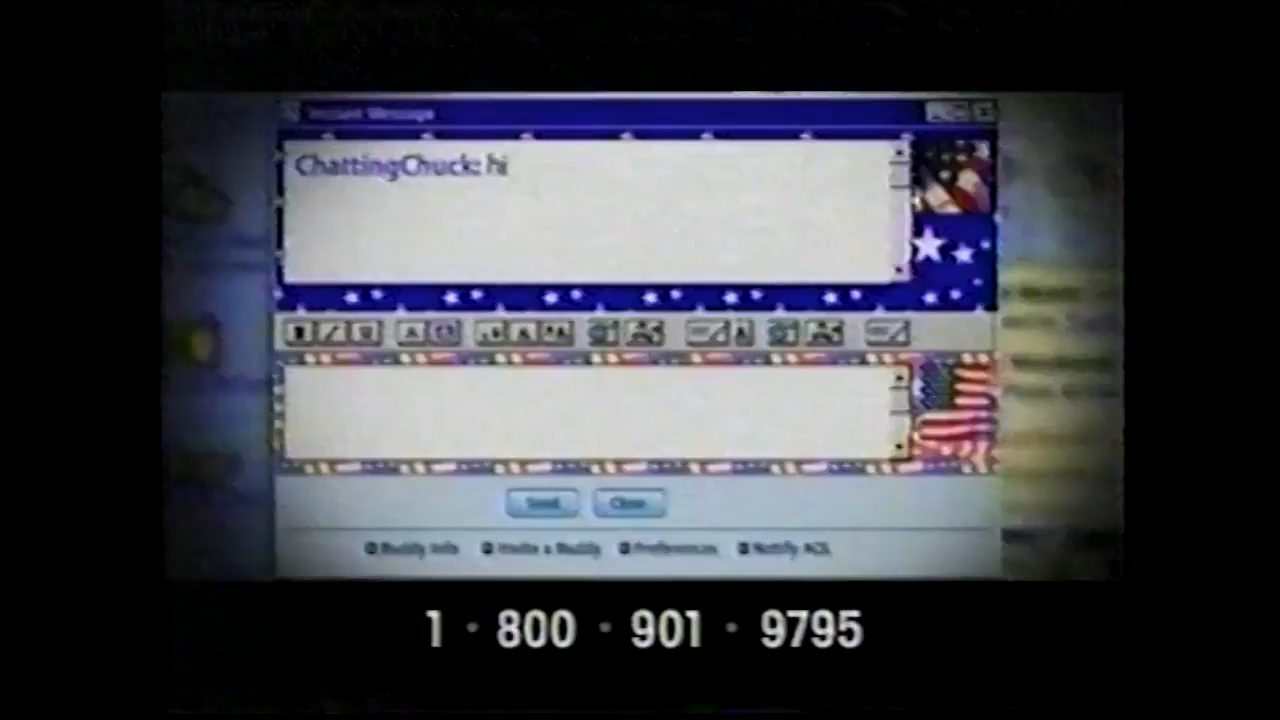 Instant Message
ChattingChuck: hi
Send Close
Buddy Info Invite a Buddy Preferences Notify AOL
1 · 800 · 901 · 9795